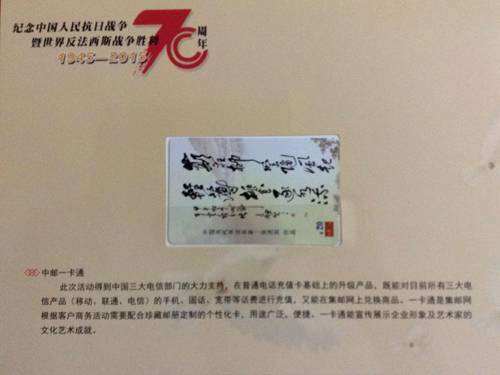 纪念中国人民抗日战争
暨世界反法西斯战争胜利
1945—2015
70周年
中邮一卡通
此次活动得到中国三大电信部门的大力支持，在普通电话充值卡基础上的升级产品。既能对目前所有三大电
信产品（移动、联通、电信）的手机、固话、宽带等话费进行充值，又能在集邮网上兑换商品。一卡通是集邮网
根据客户商务活动需要配合珍藏邮册定制的个性化卡，用途广泛、便捷，一卡通能宣传展示企业形象及艺术家的
文化艺术成就。